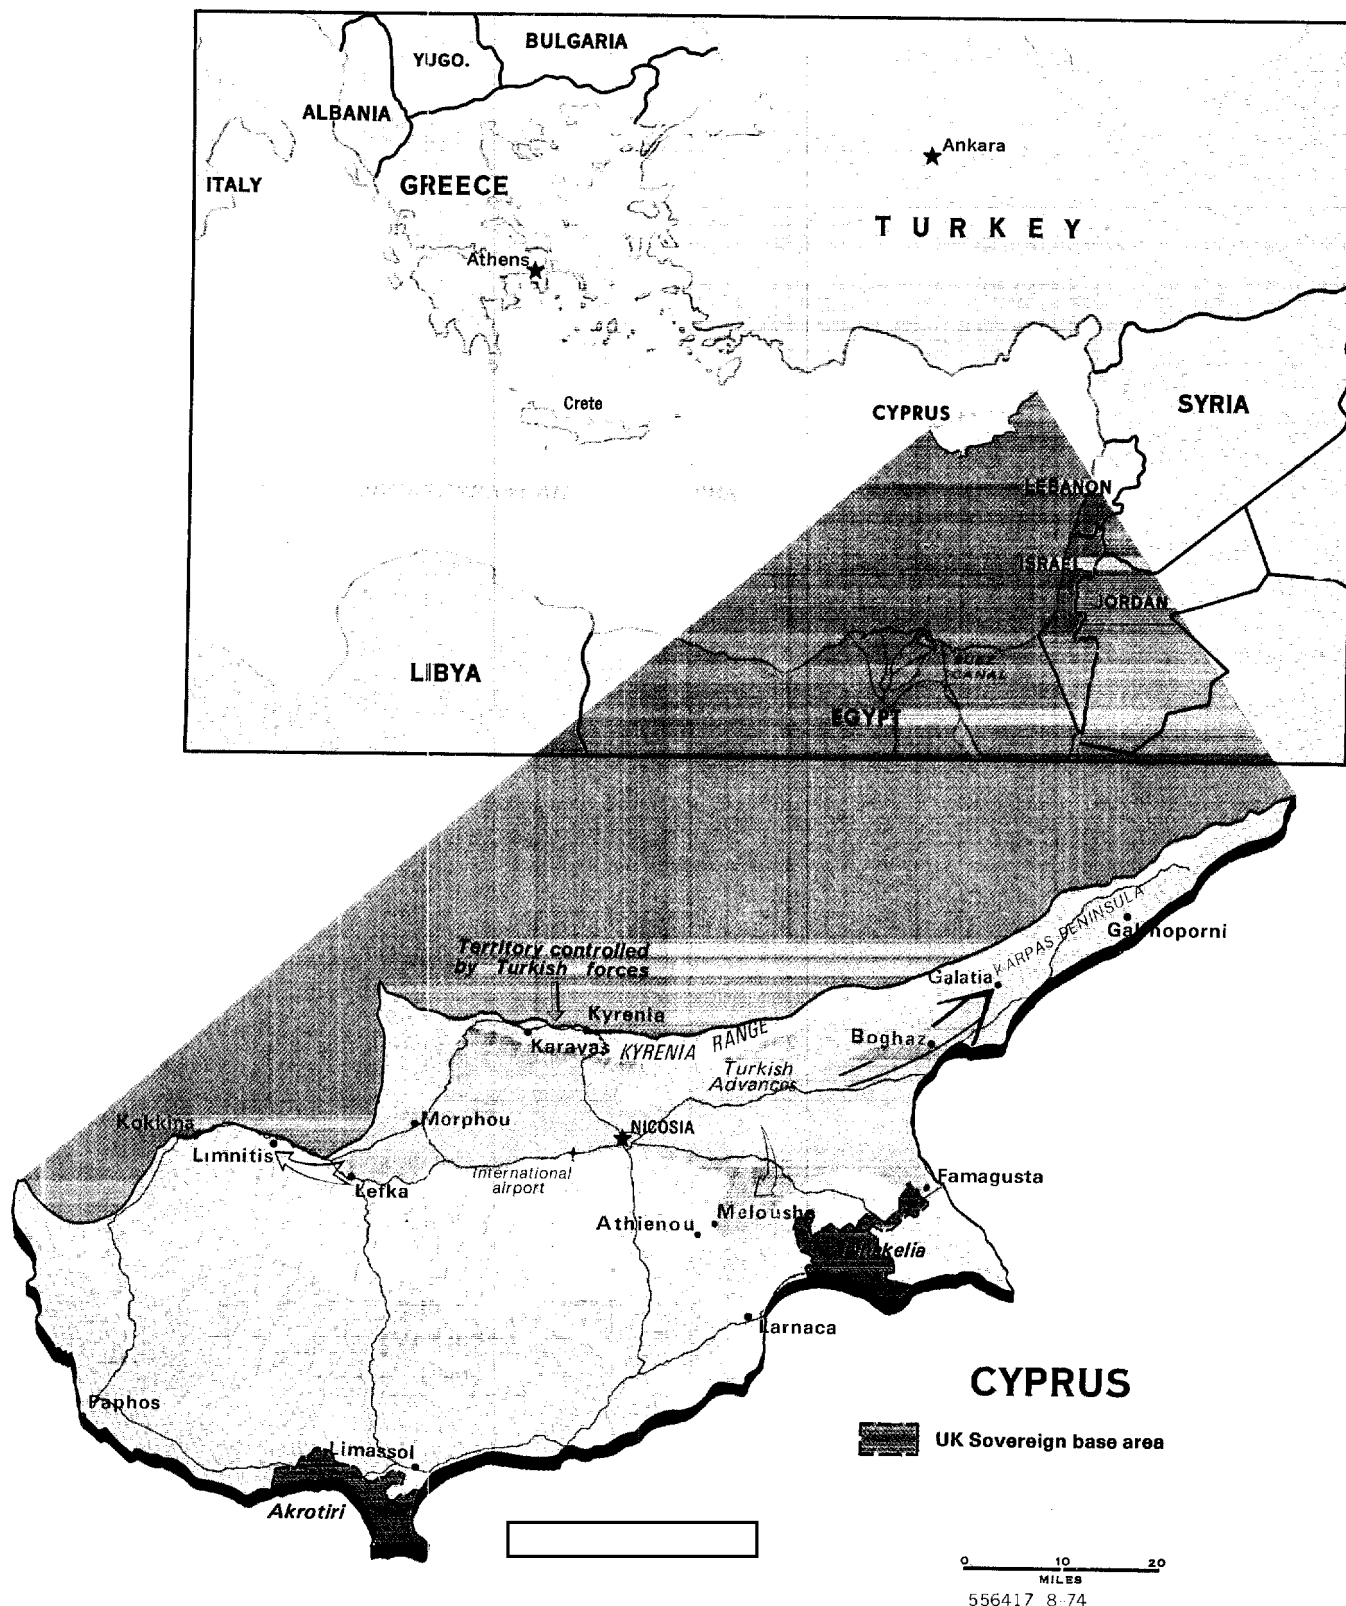 BULGARIA
YUGO.
ALBANIA
Ankara
ITALY
GREECE
TURKEY
Athens
Crete
CYPRUS
SYRIA
LEBANON
ISRAEL
JORDAN
LIBYA
SUEZ
CANAL
EGYPT
KARPAS PENINSULA
Galinoporni
Territory controlled
by Turkish forces
Galatia
Kyrenia
Karavas
KYRENIA RANGE
Boghaz
Turkish
Advances
Kokkina
Morphou
NICOSIA
Limnitis
International
airport
Lefka
Famagusta
Melousha
Athienou
Dhekelia
Larnaca
CYPRUS
Paphos
UK Sovereign base area
Limassol
Akrotiri
0 10 20
MILES
556417 8-74